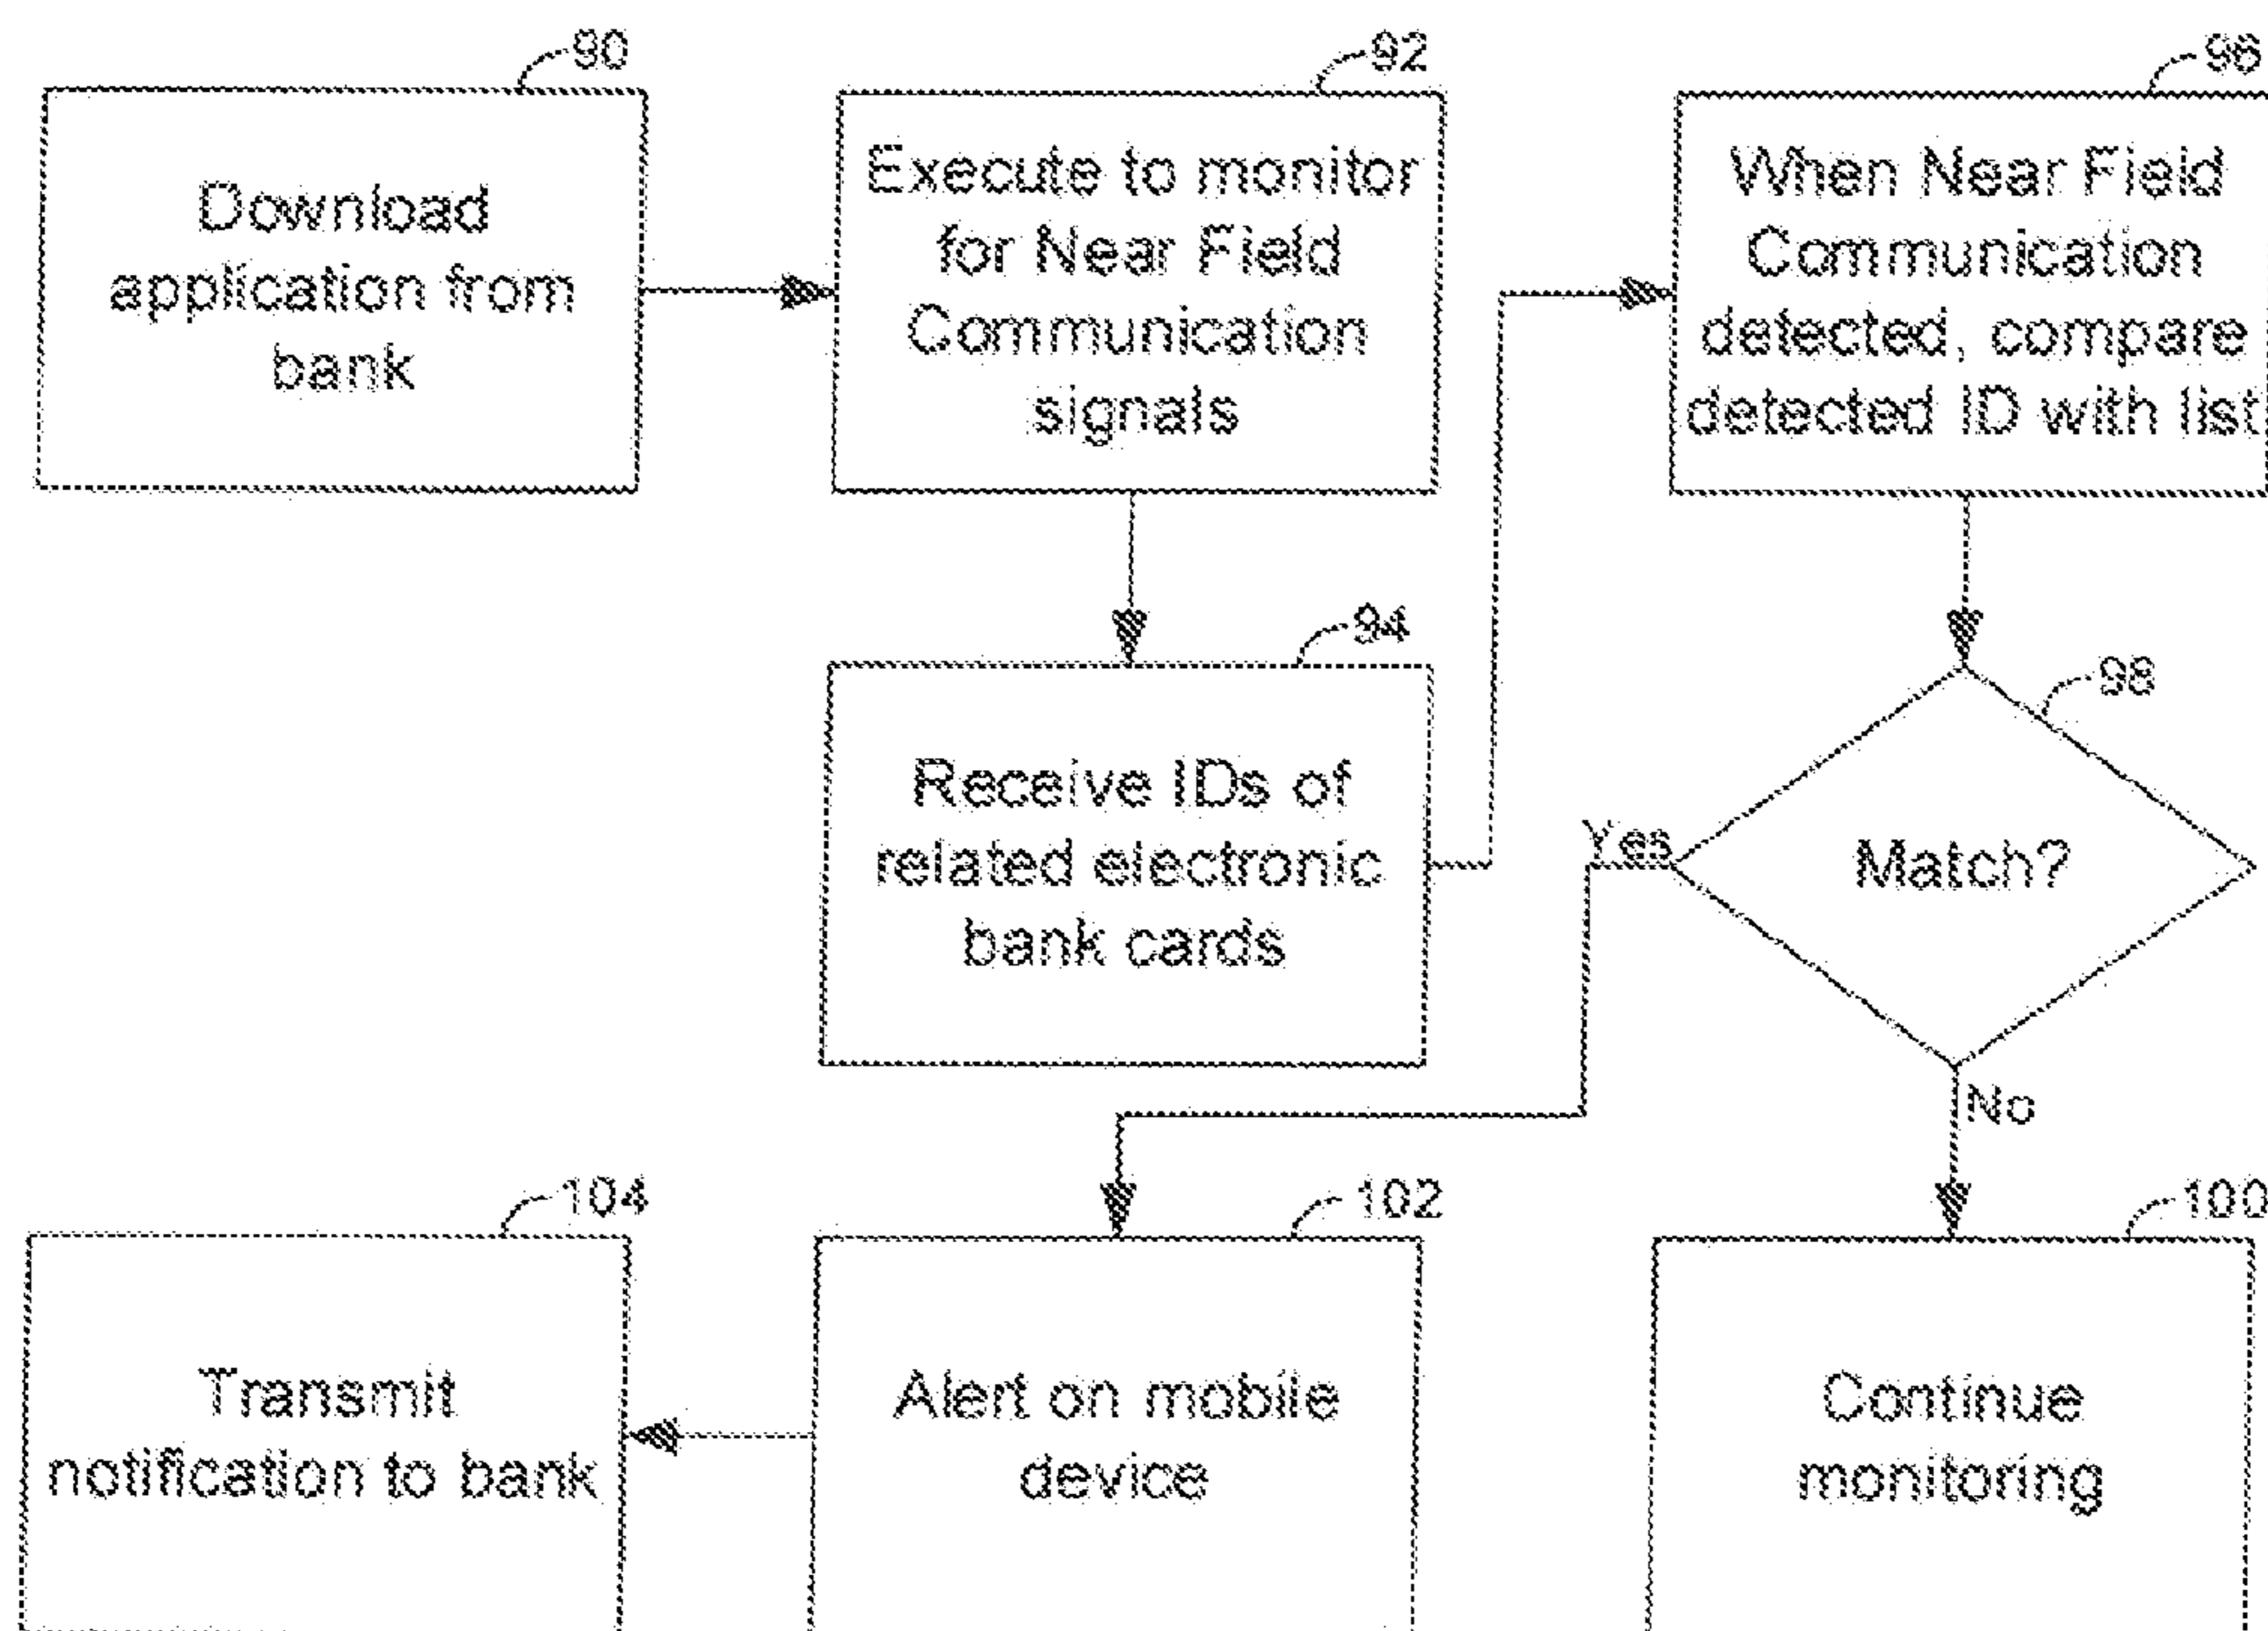 90
Download
application from
bank
92
Execute to monitor
for Near Field
Communication
signals
96
When Near Field
Communication
detected, compare
detected ID with list
94
Receive IDs of
related electronic
bank cards
98
Match?
Yes
No
104
Transmit
notification to bank
102
Alert on mobile
device
100
Continue
monitoring